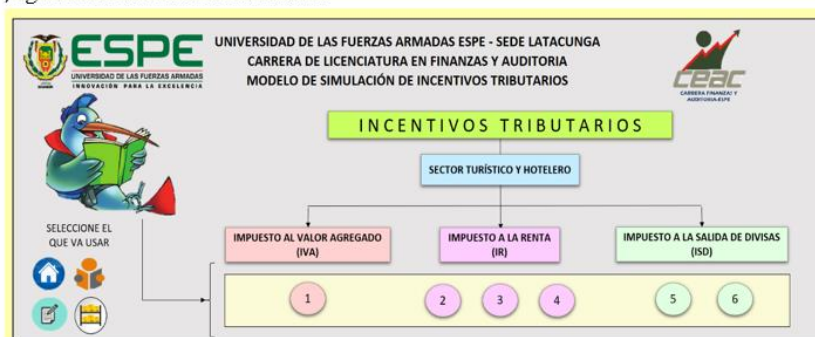 ESPE
UNIVERSIDAD DE LAS FUERZAS ARMADAS
INNOVACIÓN PARA LA EXCELENCIA
UNIVERSIDAD DE LAS FUERZAS ARMADAS ESPE - SEDE LATACUNGA
CARRERA DE LICENCIATURA EN FINANZAS Y AUDITORIA
MODELO DE SIMULACIÓN DE INCENTIVOS TRIBUTARIOS
ceac
CARRERA FINANZAS Y
AUDITORIA-ESPE
INCENTIVOS TRIBUTARIOS
SECTOR TURÍSTICO Y HOTELERO
SELECCIONE EL
QUE VA USAR
IMPUESTO AL VALOR AGREGADO
(IVA)
IMPUESTO A LA RENTA
(IR)
IMPUESTO A LA SALIDA DE DIVISAS
(ISD)
1
2
3
4
5
6